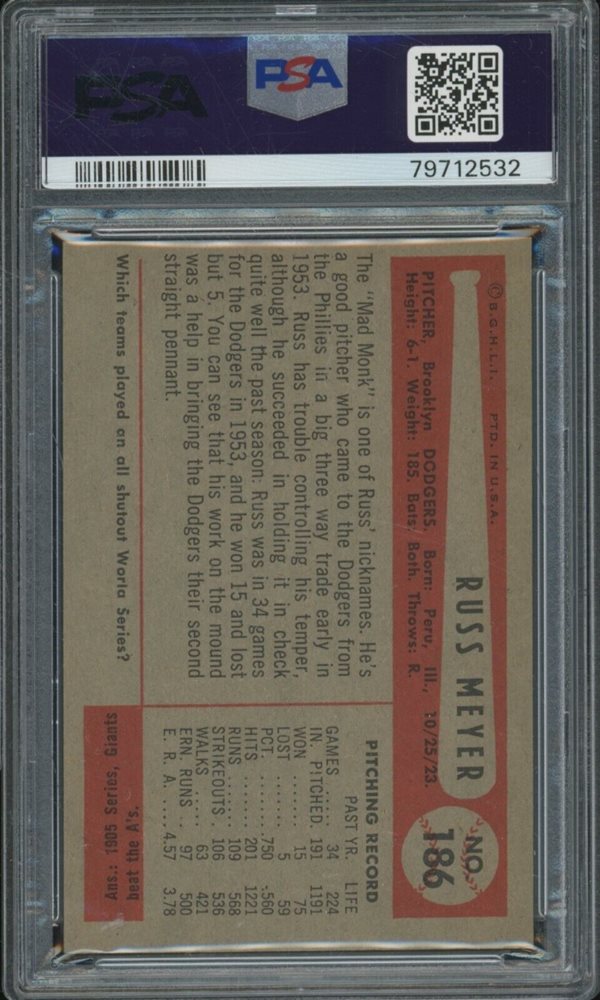 PSA
PSA
79712532
© B.G.H.L.I. PTD. IN U.S.A.
RUSS MEYER
NO.
186
PITCHER, Brooklyn DODGERS. Born: Peru, Ill., 10/25/23.
Height: 6-1. Weight: 185. Bats: Both. Throws: R.
The "Mad Monk" is one of Russ' nicknames. He's
a good pitcher who came to the Dodgers from
the Phillies in a big three way trade early in
1953. Russ has trouble controlling his temper,
although he succeeded in holding it in check
quite well the past season: Russ was in 34 games
for the Dodgers in 1953, and he won 15 and lost
but 5. You can see that his work on the mound
was a help in bringing the Dodgers their second
straight pennant.
PITCHING RECORD
PAST YR. LIFE
GAMES ..... 34 224
IN. PITCHED. 191 1191
WON ........ 15 75
LOST ....... 5 59
PCT. ....... .750 .560
HITS ....... 201 1221
RUNS ....... 109 568
STRIKEOUTS 106 536
WALKS ..... 63 421
ERN. RUNS .. 97 500
E. R. A. .... 4.57 3.78
Which teams played an all shutout World Series?
Ans.: 1905 Series, Giants
beat the A's.